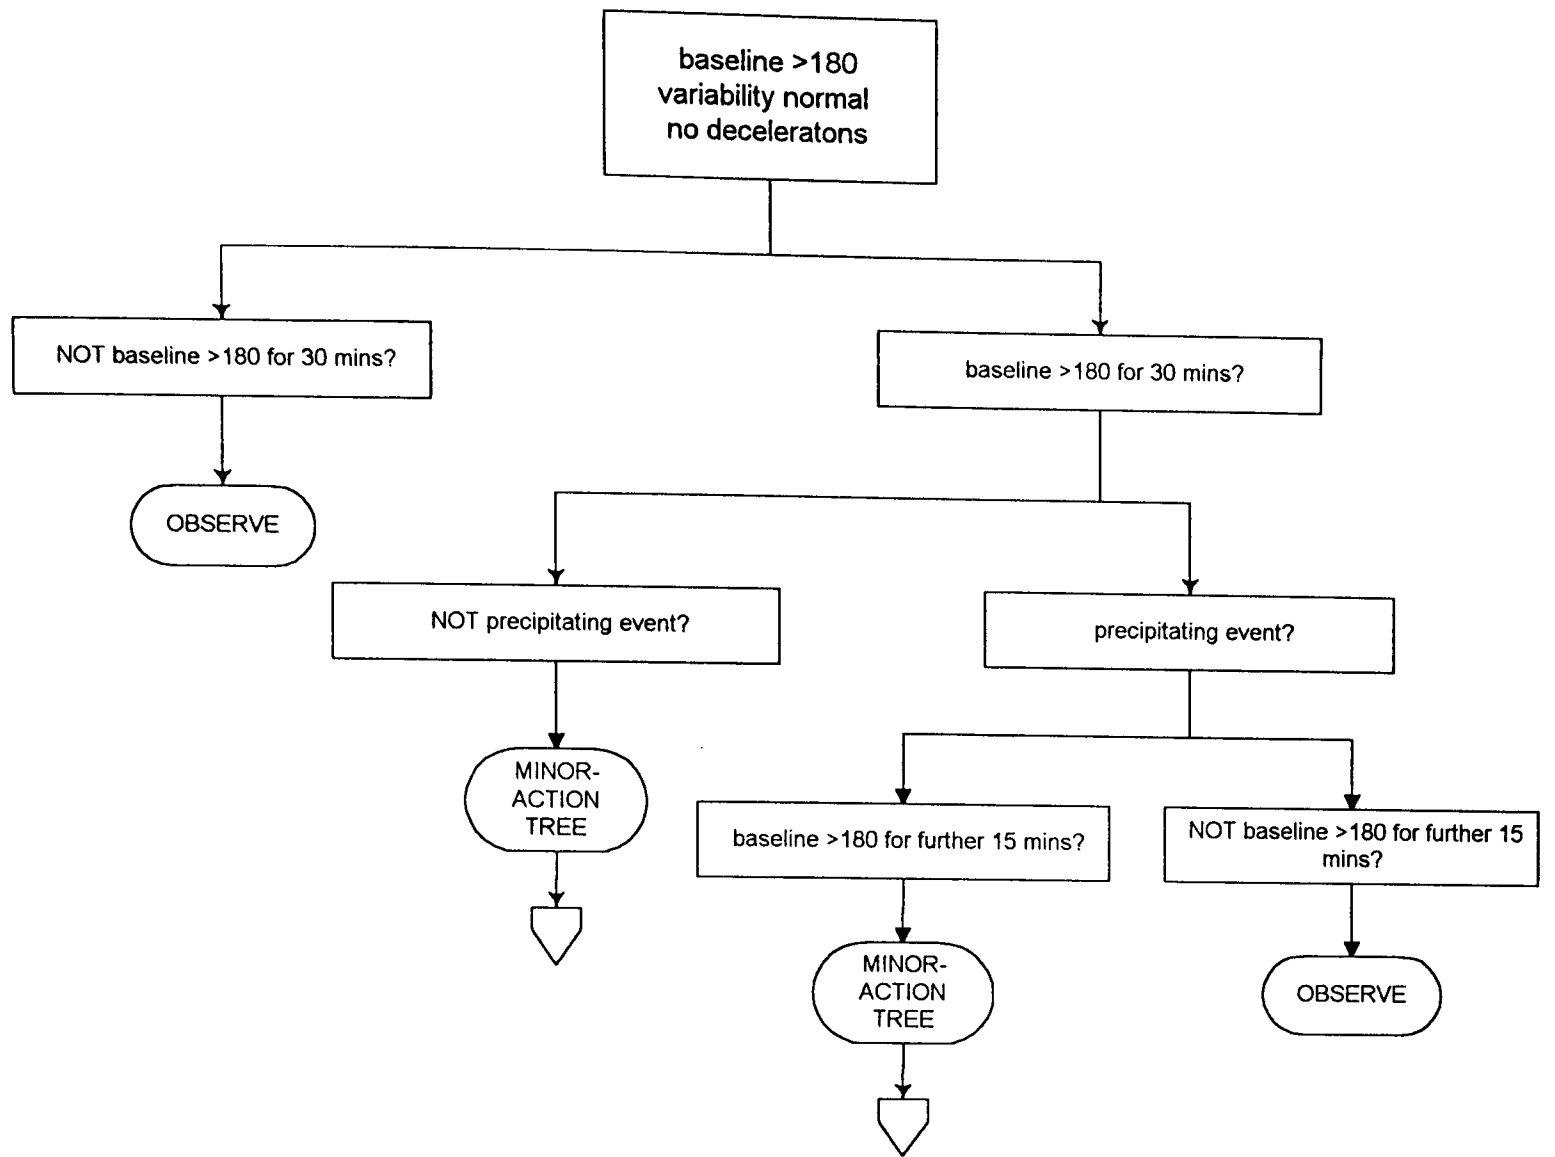 baseline >180
variability normal
no deceleratons
NOT baseline >180 for 30 mins?
baseline >180 for 30 mins?
OBSERVE
NOT precipitating event?
precipitating event?
MINOR-
ACTION
TREE
baseline >180 for further 15 mins?
NOT baseline >180 for further 15
mins?
MINOR-
ACTION
TREE
OBSERVE